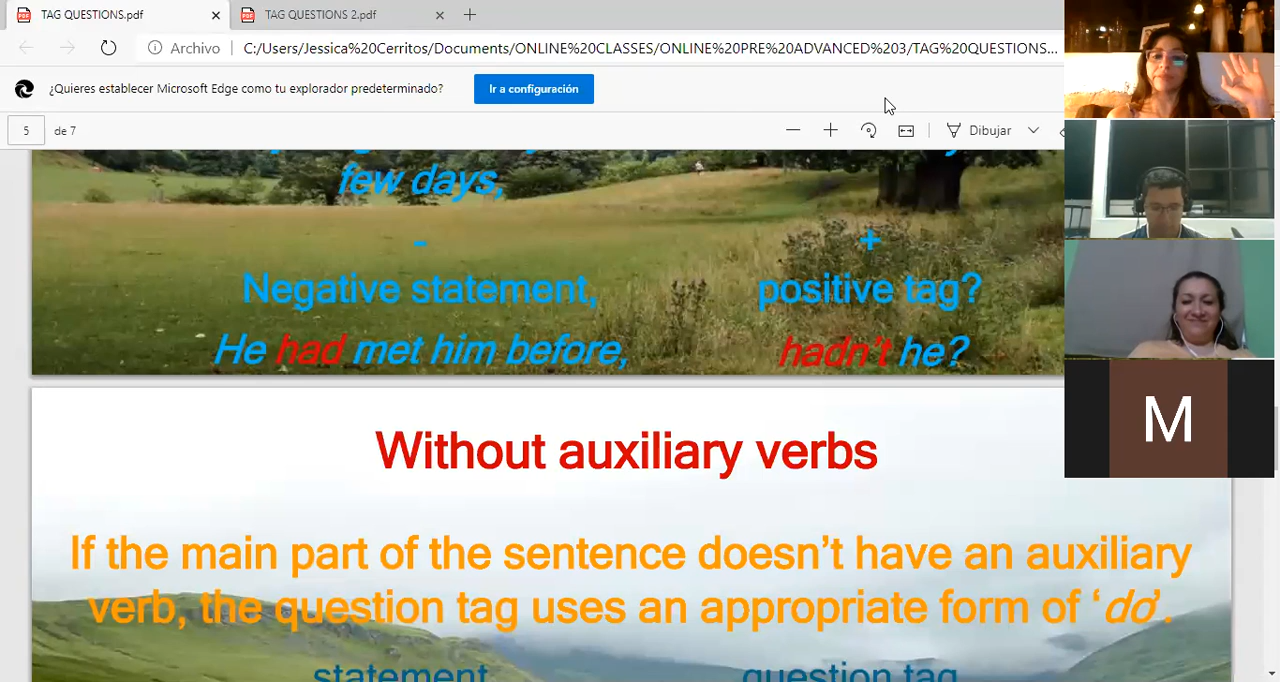 TAG QUESTIONS.pdf
TAG QUESTIONS 2.pdf
Archivo
C:/Users/Jessica%20Cerritos/Documents/ONLINE%20CLASSES/ONLINE%20PRE%20ADVANCED%203/TAG%20QUESTIONS...
¿Quieres establecer Microsoft Edge como tu explorador predeterminado?
Ir a configuración
5 de 7
Dibujar
few days,
- +
Negative statement, positive tag?
He had met him before, hadn't he?
Without auxiliary verbs
If the main part of the sentence doesn't have an auxiliary
verb, the question tag uses an appropriate form of ‘do’.
statement question tag
M